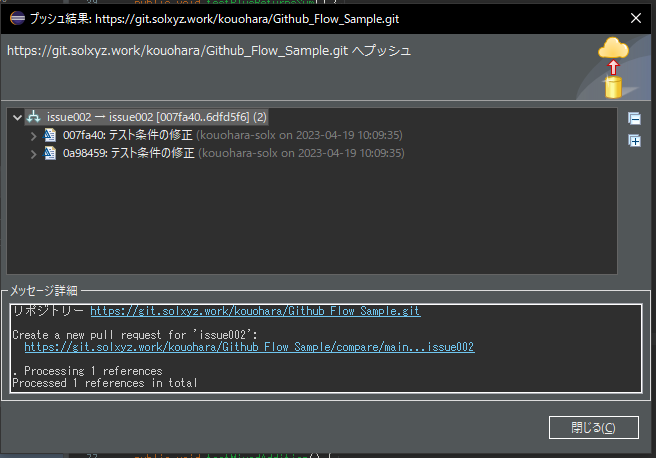 プッシュ結果: https://git.solxyz.work/kouohara/Github_Flow_Sample.git
https://git.solxyz.work/kouohara/Github_Flow_Sample.git へプッシュ
issue002 → issue002 [007fa40..6dfd5f6] (2)
007fa40: テスト条件の修正 (kouohara-solx on 2023-04-19 10:09:35)
0a98459: テスト条件の修正 (kouohara-solx on 2023-04-19 10:09:35)
メッセージ詳細
リポジトリー https://git.solxyz.work/kouohara/Github_Flow_Sample.git
Create a new pull request for 'issue002':
https://git.solxyz.work/kouohara/Github_Flow_Sample/compare/main...issue002
. Processing 1 references
Processed 1 references in total
閉じる(C)